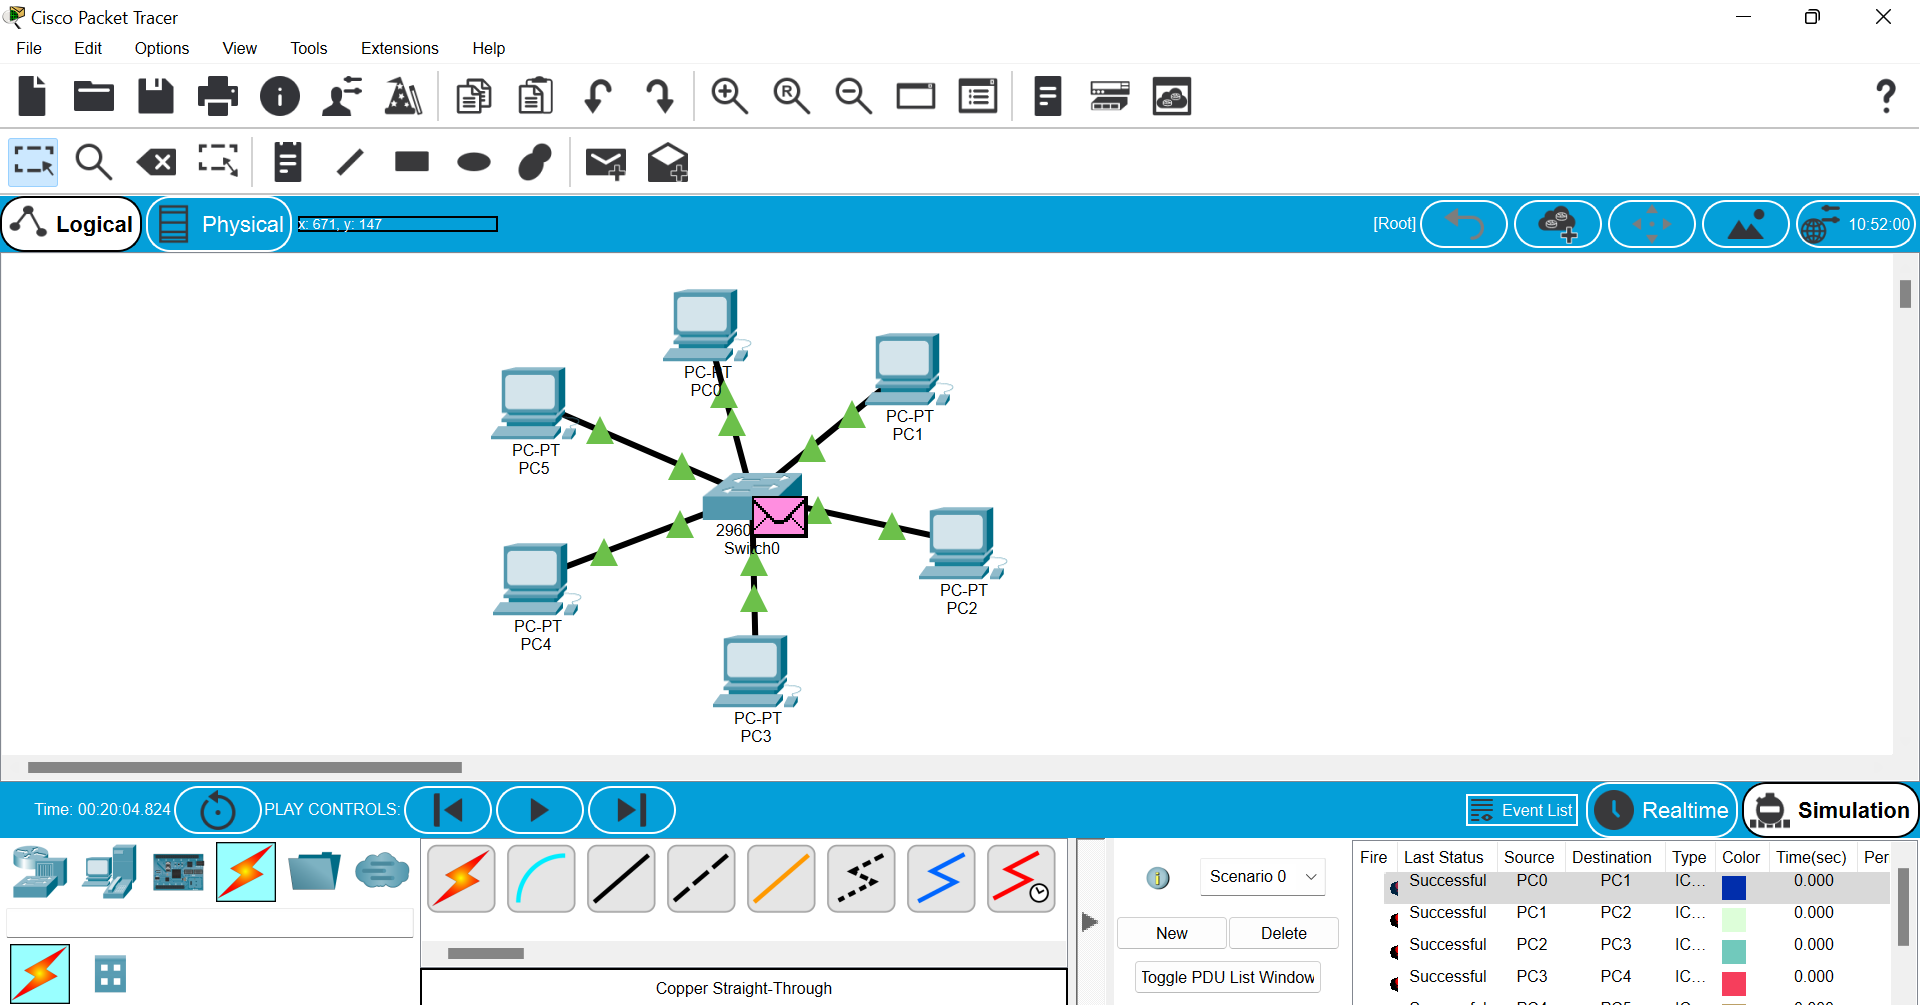 Cisco Packet Tracer
File Edit Options View Tools Extensions Help
Logical Physical x: 671, y: 147 [Root] 10:52:00
PC-PT
PC0
PC-PT
PC1
PC-PT
PC5
2960
Switch0
PC-PT
PC2
PC-PT
PC4
PC-PT
PC3
Time: 00:20:04.824 PLAY CONTROLS: Event List Realtime Simulation
Fire Last Status Source Destination Type Color Time(sec) Per
Scenario 0
Successful PC0 PC1 IC... 0.000
Successful PC1 PC2 IC... 0.000
New Delete
Successful PC2 PC3 IC... 0.000
Toggle PDU List Window
Successful PC3 PC4 IC... 0.000
Copper Straight-Through